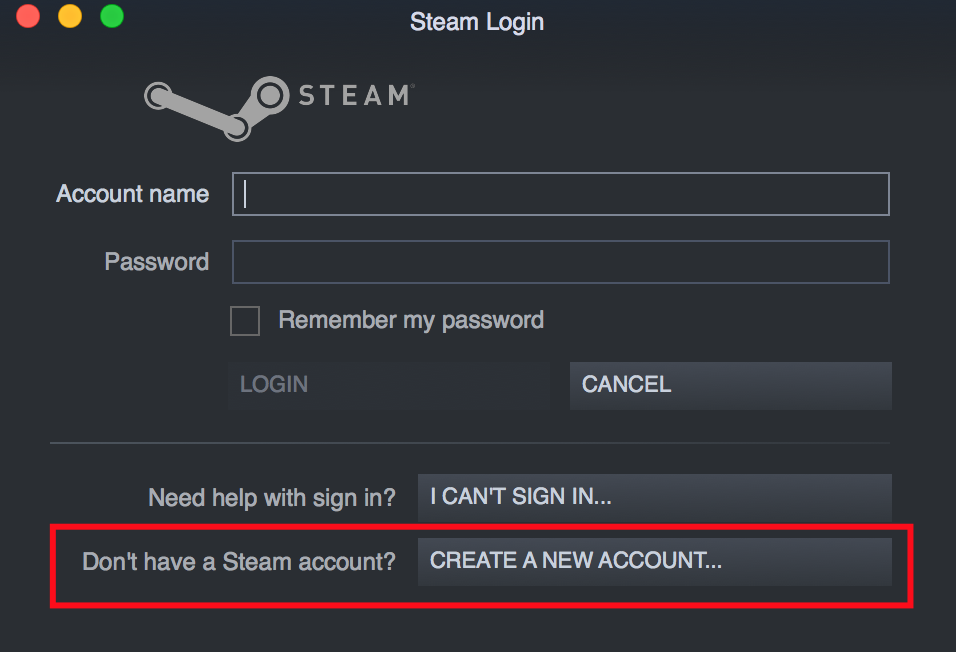 Steam Login
STEAM
Account name
Password
Remember my password
LOGIN
CANCEL
Need help with sign in?
I CAN'T SIGN IN...
Don't have a Steam account?
CREATE A NEW ACCOUNT...